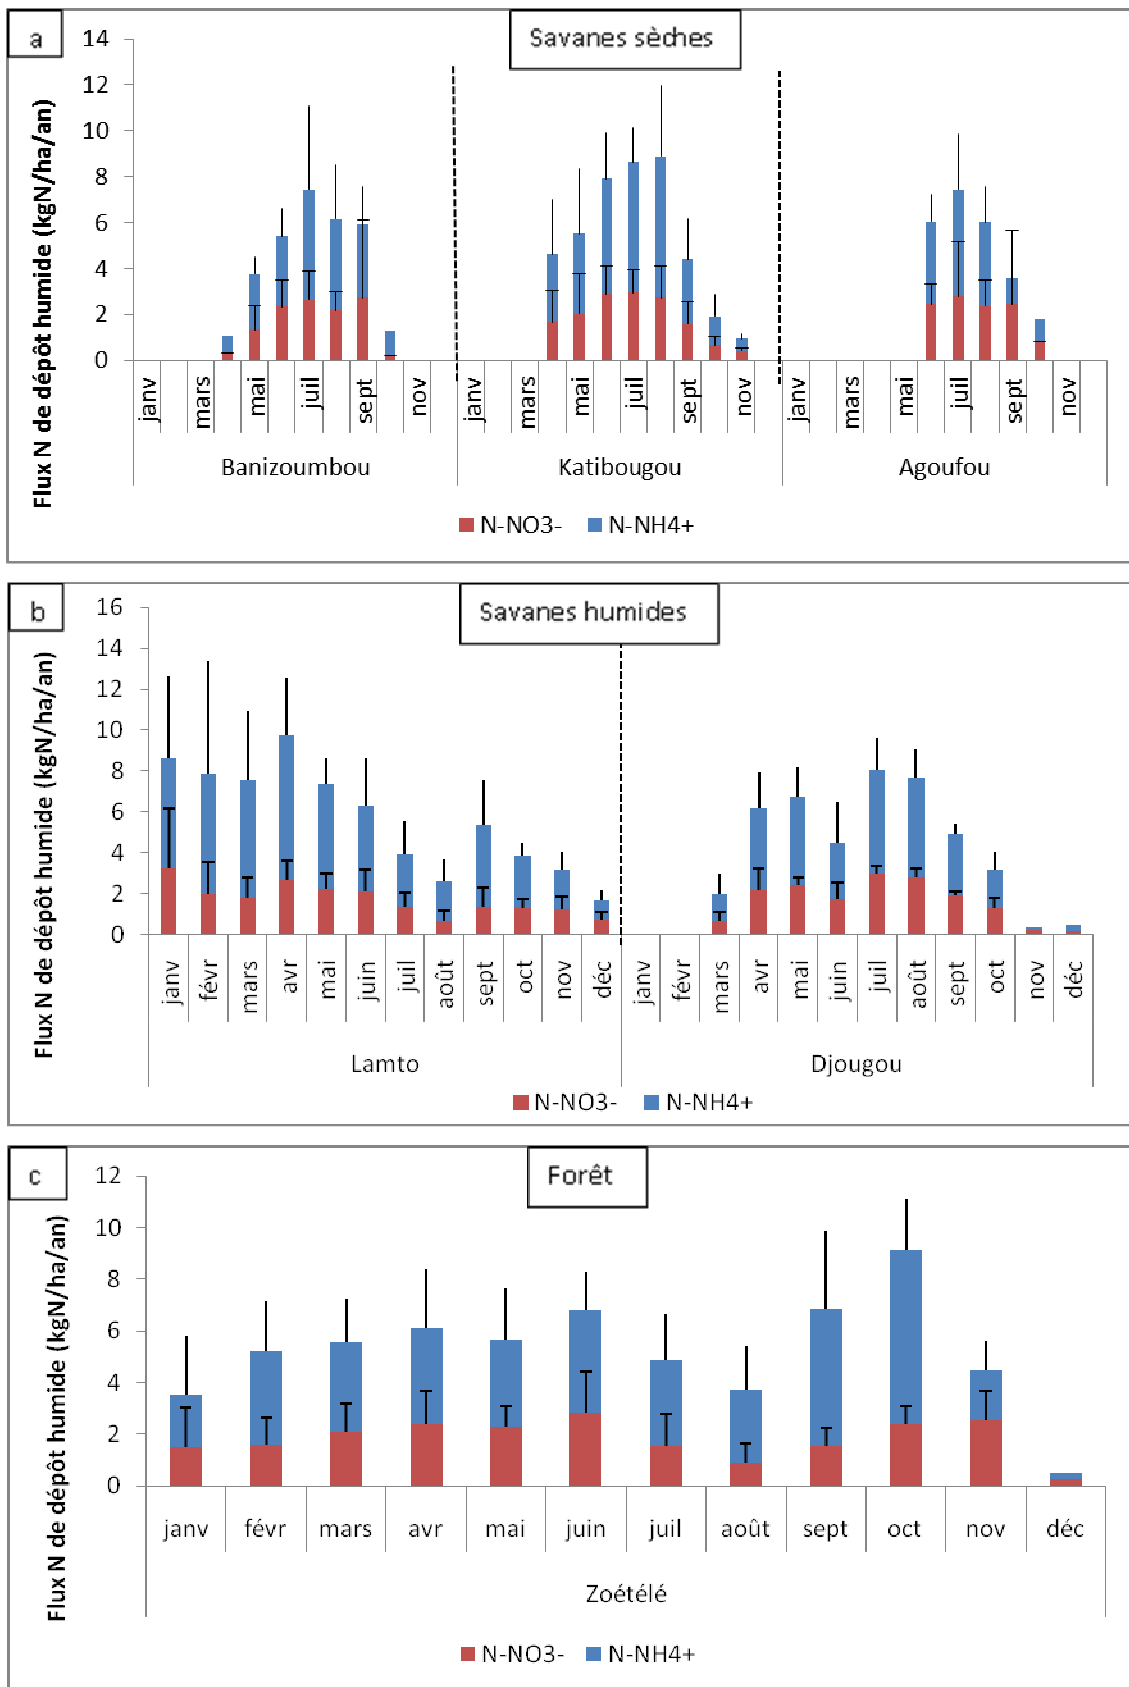 a
Savanes sèches
Flux N de dépôt humide (kgN/ha/an)
14
12
10
8
6
4
2
0
janv mars mai juil sept nov janv mars mai juil sept nov janv mars mai juil sept nov
Banizoumbou Katibougou Agoufou
N-NO3- N-NH4+
b
Savanes humides
Flux N de dépôt humide (kgN/ha/an)
16
14
12
10
8
6
4
2
0
janv févr mars avr mai juin juil août sept oct nov déc janv févr mars avr mai juin juil août sept oct nov déc
Lamto Djougou
N-NO3- N-NH4+
c
Forêt
Flux N de dépôt humide (kgN/ha/an)
12
10
8
6
4
2
0
janv févr mars avr mai juin juil août sept oct nov déc
Zoétélé
N-NO3- N-NH4+